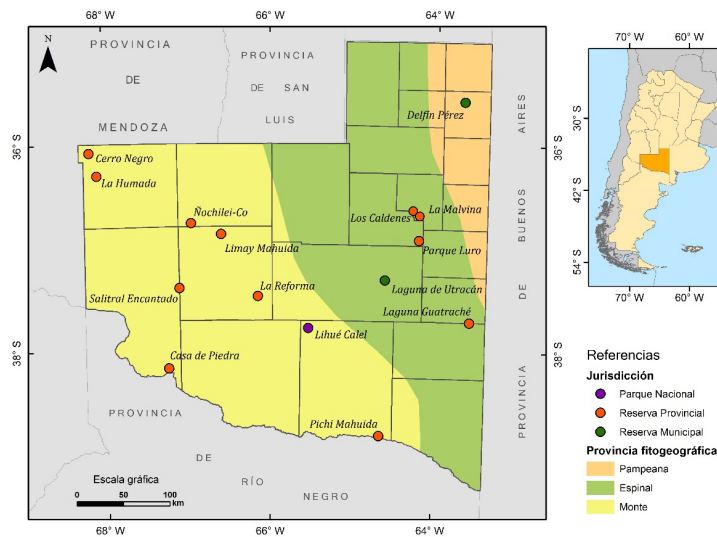 68° W
66° W
64° W
N
PROVINCIA
DE
MENDOZA
PROVINCIA
DE SAN
LUIS
36° S
38° S
Delfín Pérez
Cerro Negro
La Humada
Ñochilei-Co
Limay Mahuida
Los Caldenes
La Malvina
Parque Luro
Laguna de Utracán
La Reforma
Salitral Encantado
Laguna Guatraché
Lihué Calel
Casa de Piedra
Pichi Mahuida
PROVINCIA
DE
RÍO
NEGRO
PROVINCIA
DE
BUENOS
AIRES
36° S
38° S
Escala gráfica
0 50 100
km
68° W
66° W
64° W
70° W
60° W
30° S
42° S
54° S
70° W
60° W
Referencias
Jurisdicción
Parque Nacional
Reserva Provincial
Reserva Municipal
Provincia fitogeográfica
Pampeana
Espinal
Monte